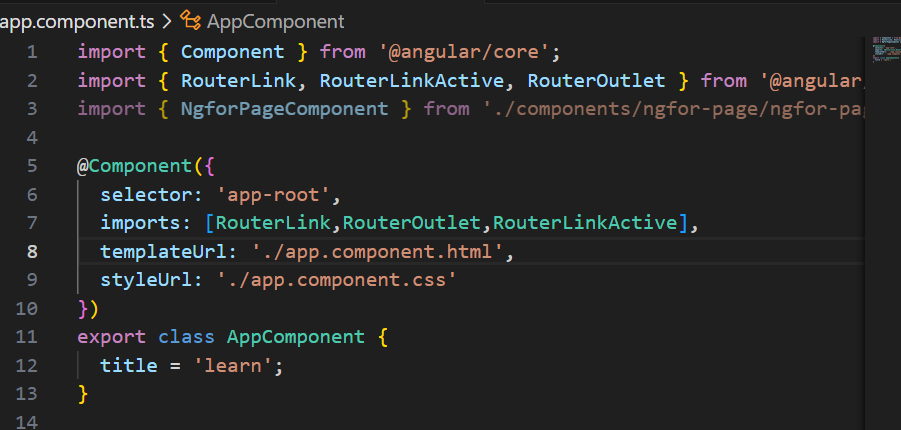 app.component.ts > AppComponent
1 import { Component } from '@angular/core';
2 import { RouterLink, RouterLinkActive, RouterOutlet } from '@angular
3 import { NgforPageComponent } from './components/ngfor-page/ngfor-pa
4
5 @Component({
6 selector: 'app-root',
7 imports: [RouterLink,RouterOutlet,RouterLinkActive],
8 templateUrl: './app.component.html',
9 styleUrl: './app.component.css'
10 })
11 export class AppComponent {
12 title = 'learn';
13 }
14